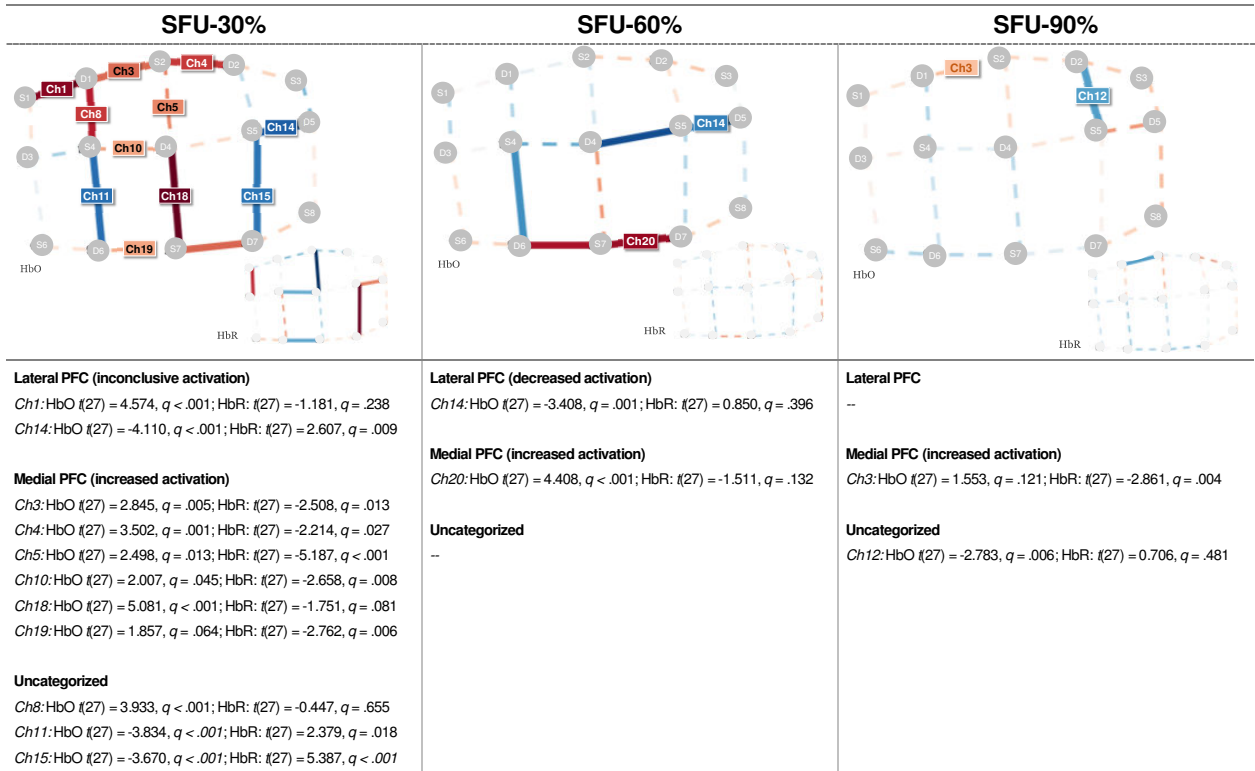 SFU-30%
SFU-60%
SFU-90%
S1
D1
S2
D2
S3
D3
S4
D4
S5
D5
S6
D6
S7
D7
S8
Ch1
Ch3
Ch4
Ch5
Ch8
Ch10
Ch14
Ch11
Ch18
Ch15
Ch19
HbO
HbR
S1
D1
S2
D2
S3
D3
S4
D4
S5
D5
S6
D6
S7
D7
S8
Ch14
Ch20
HbO
HbR
S1
D1
S2
D2
S3
D3
S4
D4
S5
D5
S6
D6
S7
D7
S8
Ch3
Ch12
HbO
HbR
Lateral PFC (inconclusive activation)
Ch1: HbO t(27) = 4.574, q < .001; HbR: t(27) = -1.181, q = .238
Ch14: HbO t(27) = -4.110, q < .001; HbR: t(27) = 2.607, q = .009
Medial PFC (increased activation)
Ch3: HbO t(27) = 2.845, q = .005; HbR: t(27) = -2.508, q = .013
Ch4: HbO t(27) = 3.502, q = .001; HbR: t(27) = -2.214, q = .027
Ch5: HbO t(27) = 2.498, q = .013; HbR: t(27) = -5.187, q < .001
Ch10: HbO t(27) = 2.007, q = .045; HbR: t(27) = -2.658, q = .008
Ch18: HbO t(27) = 5.081, q < .001; HbR: t(27) = -1.751, q = .081
Ch19: HbO t(27) = 1.857, q = .064; HbR: t(27) = -2.762, q = .006
Uncategorized
Ch8: HbO t(27) = 3.933, q < .001; HbR: t(27) = -0.447, q = .655
Ch11: HbO t(27) = -3.834, q < .001; HbR: t(27) = 2.379, q = .018
Ch15: HbO t(27) = -3.670, q < .001; HbR: t(27) = 5.387, q < .001
Lateral PFC (decreased activation)
Ch14: HbO t(27) = -3.408, q = .001; HbR: t(27) = 0.850, q = .396
Medial PFC (increased activation)
Ch20: HbO t(27) = 4.408, q < .001; HbR: t(27) = -1.511, q = .132
Uncategorized
--
Lateral PFC
--
Medial PFC (increased activation)
Ch3: HbO t(27) = 1.553, q = .121; HbR: t(27) = -2.861, q = .004
Uncategorized
Ch12: HbO t(27) = -2.783, q = .006; HbR: t(27) = 0.706, q = .481